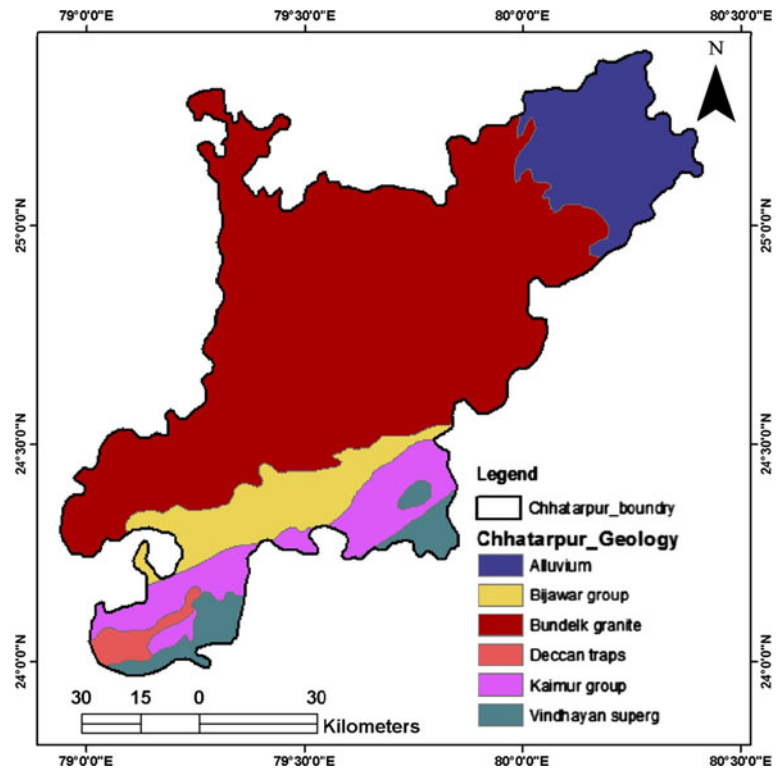 79°0'0"E 79°30'0"E 80°0'0"E 80°30'0"E
N
25°0'0"N 25°0'0"N
24°30'0"N 24°30'0"N
24°0'0"N 24°0'0"N
Legend
Chhatarpur_boundry
Chhatarpur_Geology
Alluvium
Bijawar group
Bundelk granite
Deccan traps
Kaimur group
Vindhayan superg
30 15 0 30
Kilometers
79°0'0"E 79°30'0"E 80°0'0"E 80°30'0"E